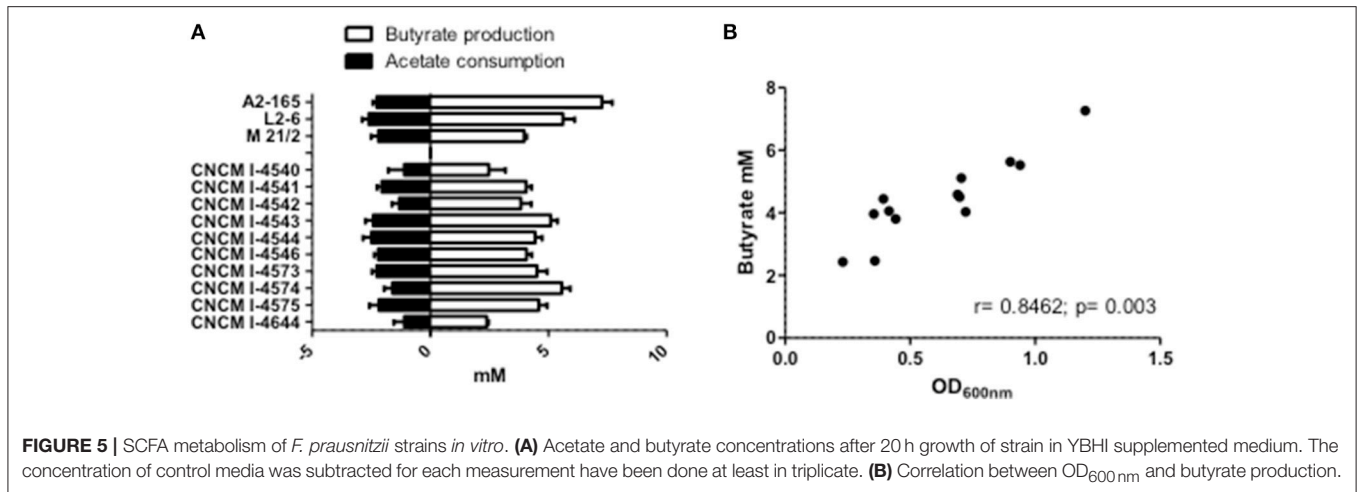 A
Butyrate production
Acetate consumption
A2-165
L2-6
M 21/2
CNCM I-4540
CNCM I-4541
CNCM I-4542
CNCM I-4543
CNCM I-4544
CNCM I-4546
CNCM I-4573
CNCM I-4574
CNCM I-4575
CNCM I-4644
-5 0 5 10
mM
B
Butyrate mM
8
6
4
2
0
r= 0.8462; p= 0.003
0.0 0.5 1.0 1.5
OD600nm
FIGURE 5 | SCFA metabolism of F. prausnitzii strains in vitro. (A) Acetate and butyrate concentrations after 20 h growth of strain in YBHI supplemented medium. The
concentration of control media was subtracted for each measurement have been done at least in triplicate. (B) Correlation between OD600 nm and butyrate production.